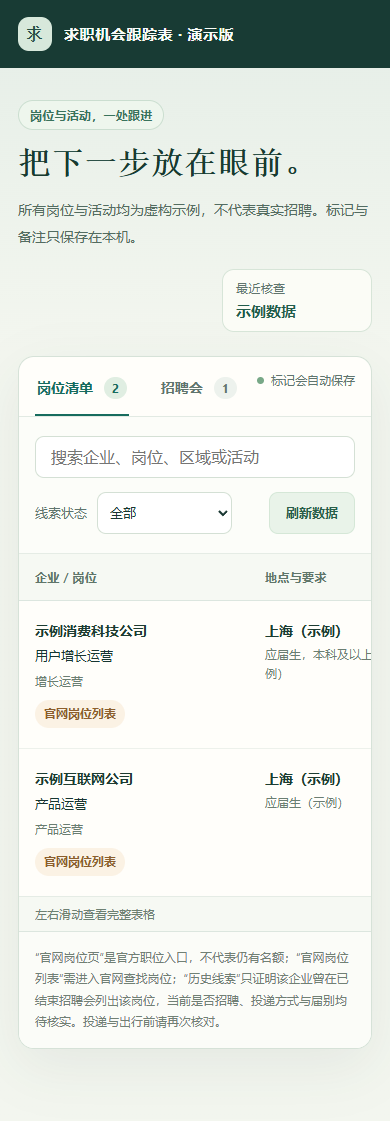 求
求职机会跟踪表 · 演示版
岗位与活动，一处跟进
把下一步放在眼前。
所有岗位与活动均为虚构示例，不代表真实招聘。标记与
备注只保存在本机。
最近核查
示例数据
岗位清单 2 招聘会 1 标记会自动保存
搜索企业、岗位、区域或活动
线索状态 全部 刷新数据
企业 / 岗位 地点与要求
示例消费科技公司 上海（示例）
用户增长运营 应届生，本科及以上
例）
增长运营
官网岗位列表
示例互联网公司 上海（示例）
产品运营 应届生（示例）
产品运营
官网岗位列表
左右滑动查看完整表格
“官网岗位页”是官方职位入口，不代表仍有名额；“官网岗位
列表”需进入官网查找岗位；“历史线索”只证明该企业曾在已
结束招聘会列出该岗位，当前是否招聘、投递方式与届别均
待核实。投递与出行前请再次核对。